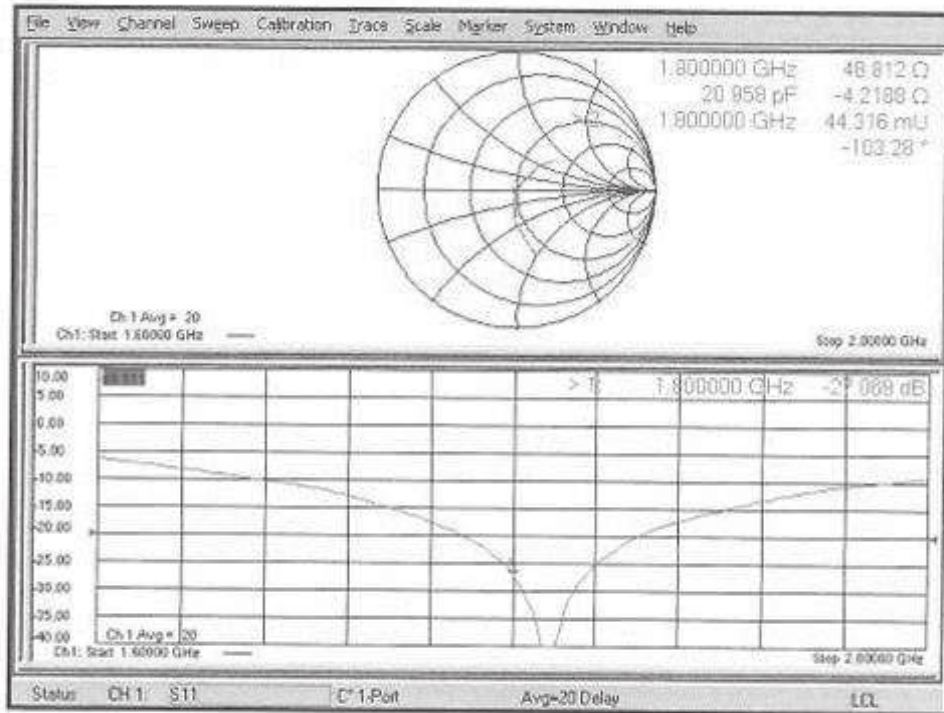 File View Channel Sweep Calibration Trace Scale Marker System Window Help
1 1.800000 GHz 48.812 Ω
20.958 pF -4.2188 Ω
1.800000 GHz 44.316 mU
-103.28 °
Ch 1 Avg = 20
Ch1: Start 1.60000 GHz Stop 2.00000 GHz
10.00
> 1: 1.800000 GHz -27.069 dB
5.00
0.00
-5.00
-10.00
-15.00
-20.00
-25.00
-30.00
-35.00
-40.00
Ch 1 Avg = 20
Ch1: Start 1.60000 GHz Stop 2.00000 GHz
Status CH 1: S11 C* 1-Port Avg=20 Delay LCL